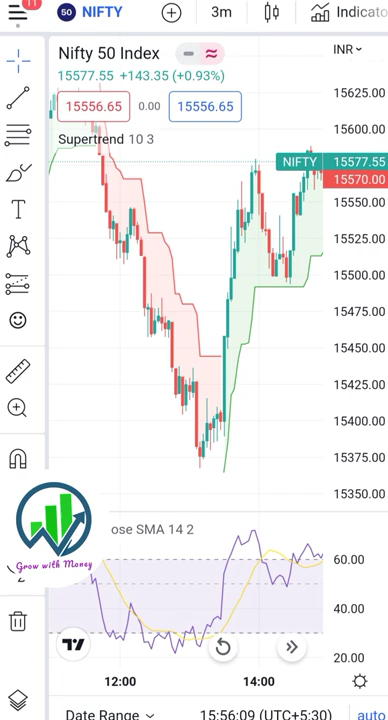 11
50 NIFTY 3m Indicato
Nifty 50 Index
15577.55 +143.35 (+0.93%)
15556.65 0.00 15556.65
Supertrend 10 3
INR
15625.00
15600.00
NIFTY 15577.55
15570.00
15550.00
15525.00
15500.00
15475.00
15450.00
15425.00
15400.00
15375.00
15350.00
T
Grow with Money
ose SMA 14 2
60.00
40.00
20.00
12:00 14:00
Date Range 15:56:09 (UTC+5:30) auto